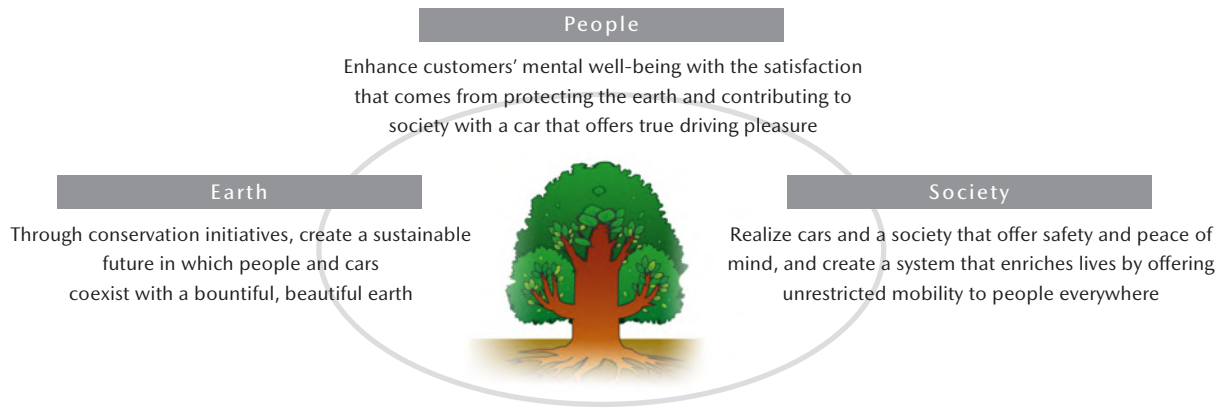 People
Enhance customers’ mental well-being with the satisfaction
that comes from protecting the earth and contributing to
society with a car that offers true driving pleasure
Earth
Through conservation initiatives, create a sustainable
future in which people and cars
coexist with a bountiful, beautiful earth
Society
Realize cars and a society that offer safety and peace of
mind, and create a system that enriches lives by offering
unrestricted mobility to people everywhere